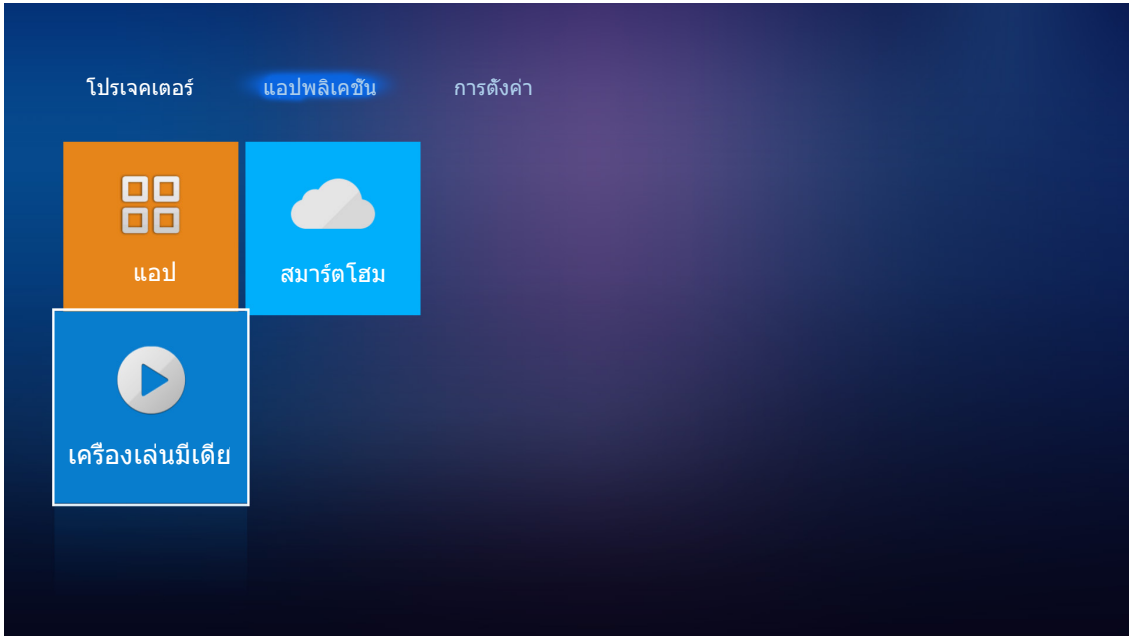 โปรเจคเตอร์ แอปพลิเคชัน การตั้งค่า
แอป สมาร์ตโฮม
เครื่องเล่นมีเดีย